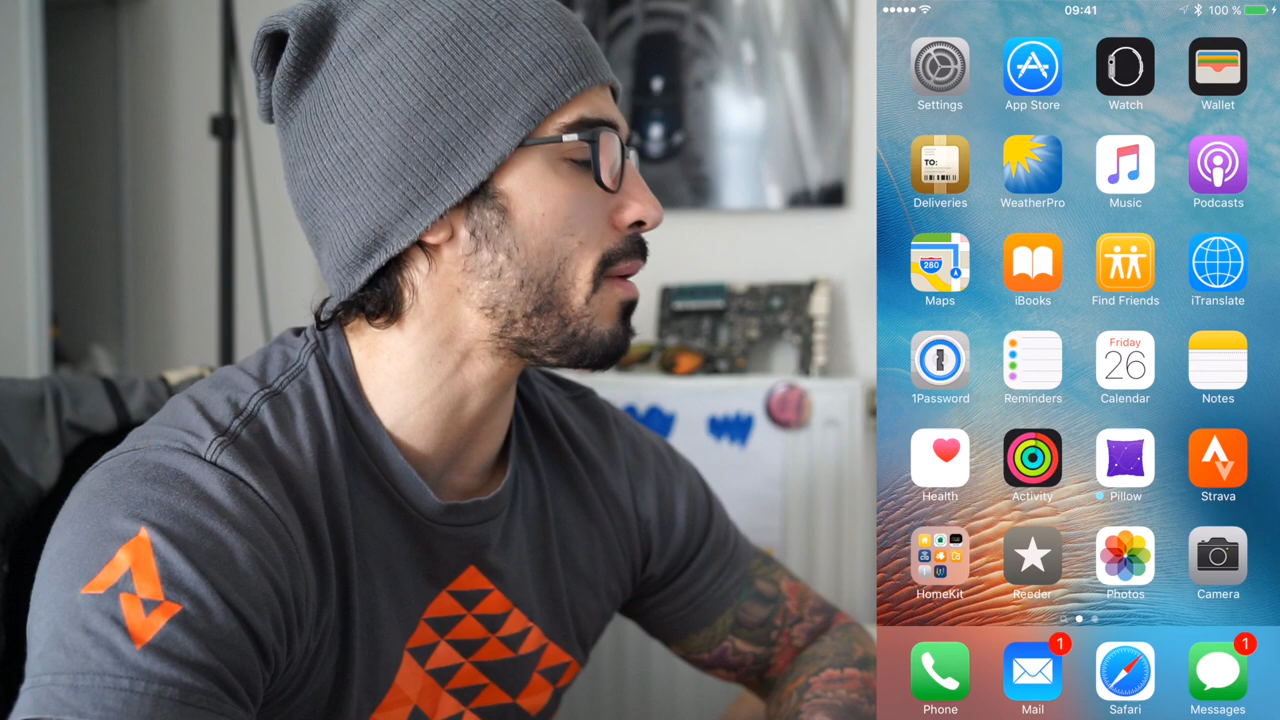 09:41
100 %
Settings
App Store
Watch
Wallet
TO:
Deliveries
WeatherPro
Music
Podcasts
280
Maps
iBooks
Find Friends
iTranslate
1Password
Reminders
Friday
26
Calendar
Notes
Health
Activity
Pillow
Strava
HomeKit
Reeder
Photos
Camera
1
1
Phone
Mail
Safari
Messages